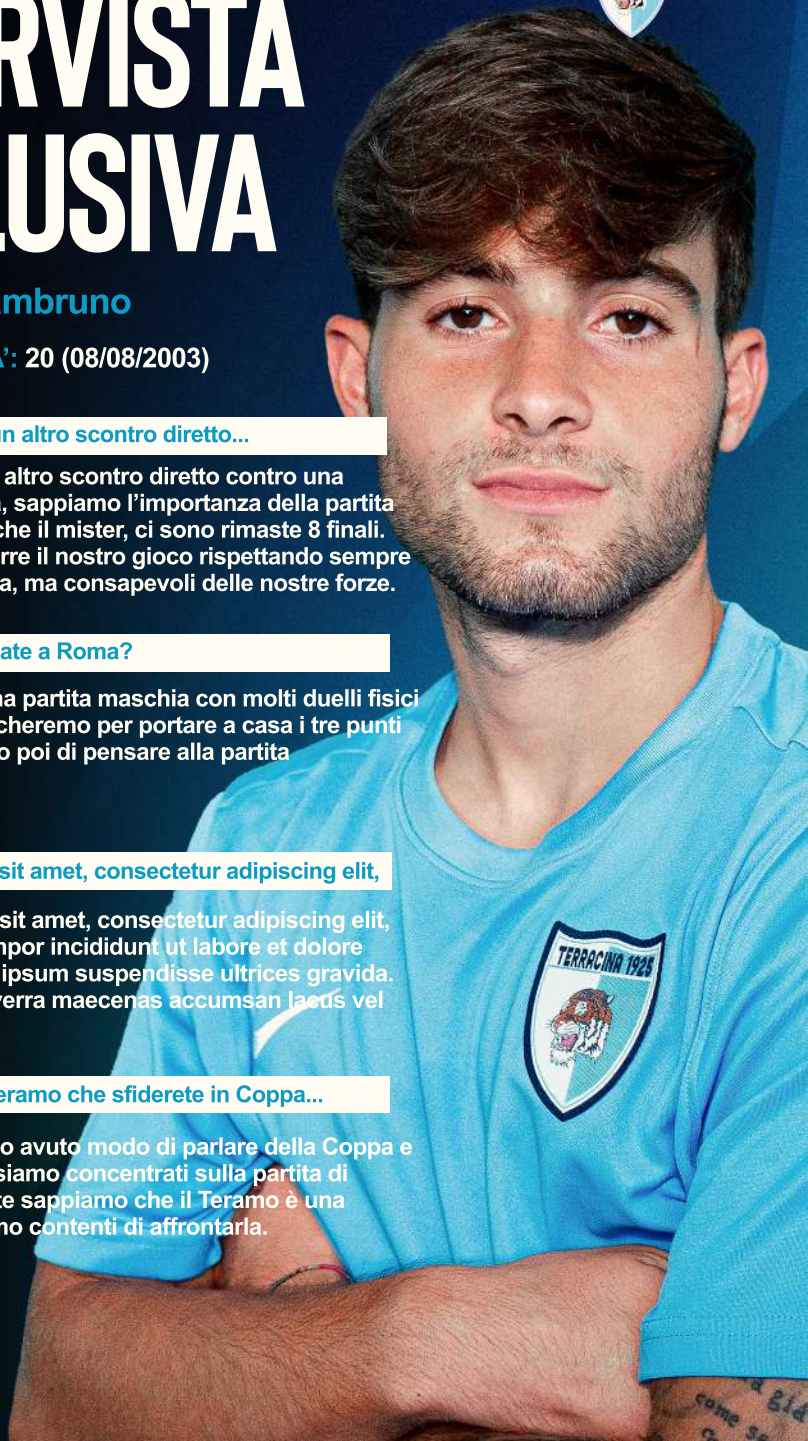 RVISTA
LUSIVA
ambruno
A’: 20 (08/08/2003)
un altro scontro diretto...
altro scontro diretto contro una
a, sappiamo l’importanza della partita
che il mister, ci sono rimaste 8 finali.
rre il nostro gioco rispettando sempre
a, ma consapevoli delle nostre forze.
ate a Roma?
na partita maschia con molti duelli fisici
cheremo per portare a casa i tre punti
o poi di pensare alla partita
sit amet, consectetur adipiscing elit,
sit amet, consectetur adipiscing elit,
mpor incididunt ut labore et dolore
ipsum suspendisse ultrices gravida.
verra maecenas accumsan lacus vel
TERRACINA 1925
eramo che sfiderete in Coppa...
o avuto modo di parlare della Coppa e
siamo concentrati sulla partita di
te sappiamo che il Teramo è una
mo contenti di affrontarla.
come se